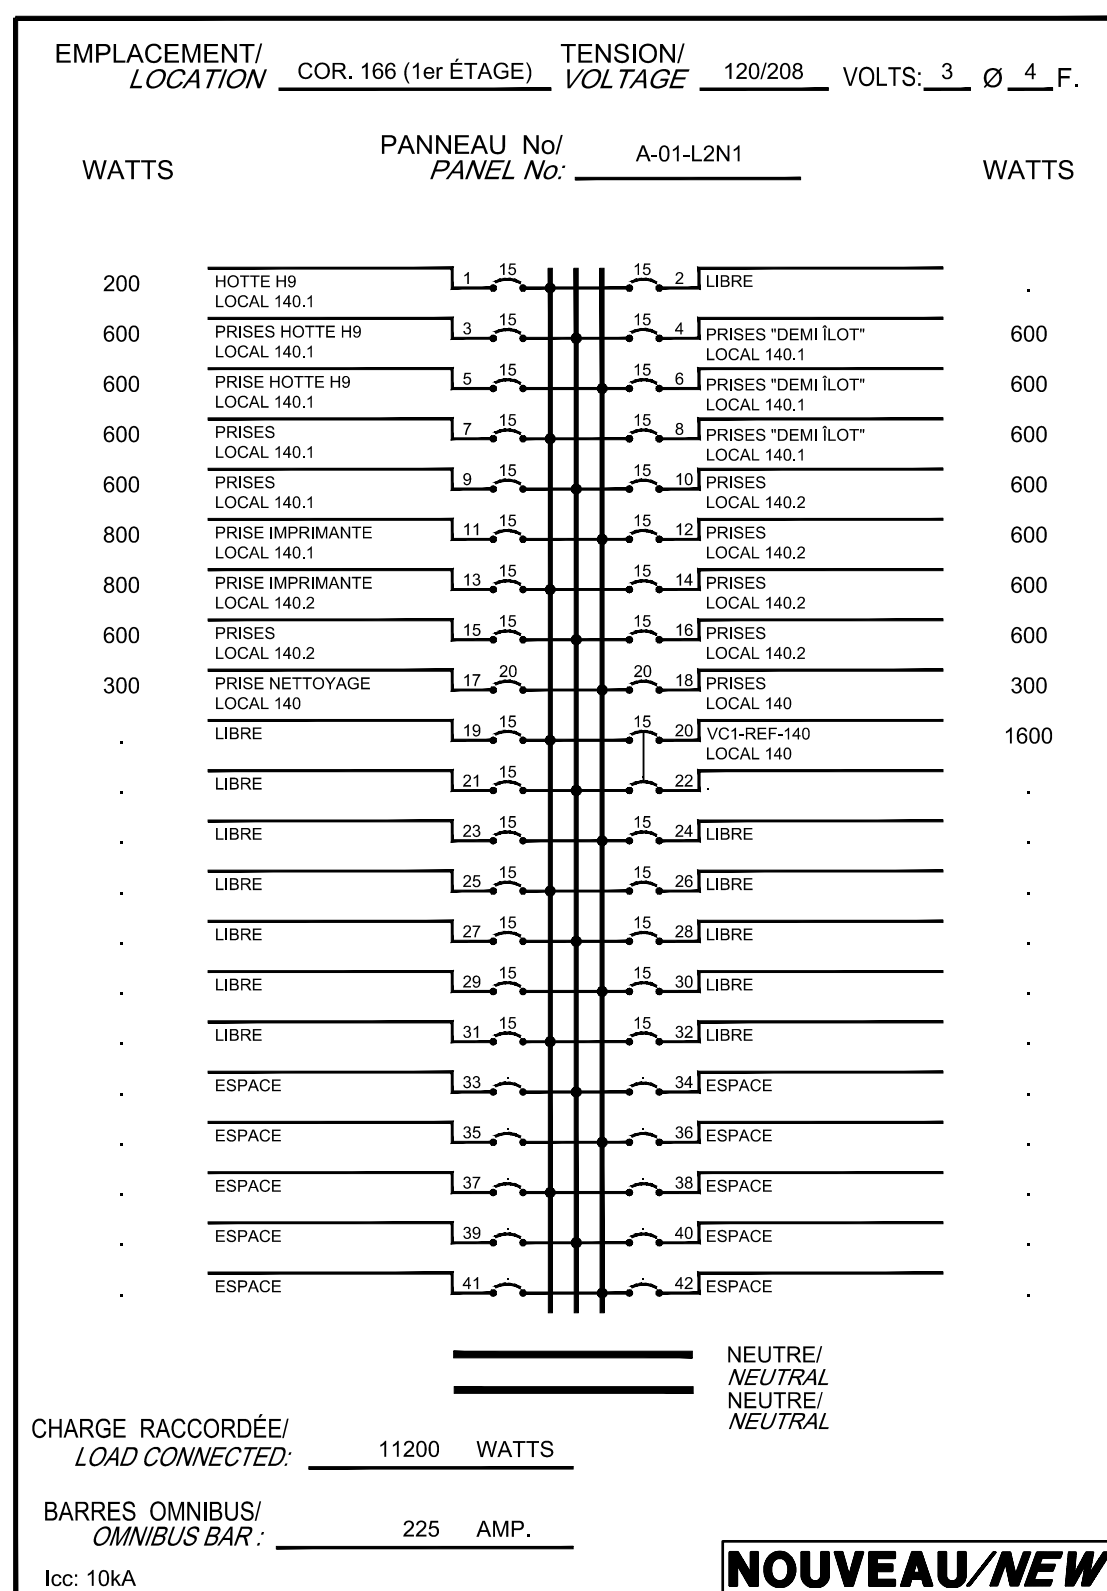 EMPLACEMENT/ TENSION/
LOCATION COR. 166 (1er ÉTAGE) VOLTAGE 120/208 VOLTS: 3 Ø 4 F.
PANNEAU No/
WATTS PANEL No: A-01-L2N1 WATTS
200 HOTTE H9 1 15 15 2 LIBRE .
LOCAL 140.1
600 PRISES HOTTE H9 3 15 15 4 PRISES "DEMI ÎLOT" 600
LOCAL 140.1 LOCAL 140.1
600 PRISE HOTTE H9 5 15 15 6 PRISES "DEMI ÎLOT" 600
LOCAL 140.1 LOCAL 140.1
600 PRISES 7 15 15 8 PRISES "DEMI ÎLOT" 600
LOCAL 140.1 LOCAL 140.1
600 PRISES 9 15 15 10 PRISES 600
LOCAL 140.1 LOCAL 140.2
800 PRISE IMPRIMANTE 11 15 15 12 PRISES 600
LOCAL 140.1 LOCAL 140.2
800 PRISE IMPRIMANTE 13 15 15 14 PRISES 600
LOCAL 140.2 LOCAL 140.2
600 PRISES 15 15 15 16 PRISES 600
LOCAL 140.2 LOCAL 140.2
300 PRISE NETTOYAGE 17 20 20 18 PRISES 300
LOCAL 140 LOCAL 140
. LIBRE 19 15 15 20 VC1-REF-140 1600
LOCAL 140
. LIBRE 21 15 22 . .
. LIBRE 23 15 15 24 LIBRE .
. LIBRE 25 15 15 26 LIBRE .
. LIBRE 27 15 15 28 LIBRE .
. LIBRE 29 15 15 30 LIBRE .
. LIBRE 31 15 15 32 LIBRE .
. ESPACE 33 . . 34 ESPACE .
. ESPACE 35 . . 36 ESPACE .
. ESPACE 37 . . 38 ESPACE .
. ESPACE 39 . . 40 ESPACE .
. ESPACE 41 . . 42 ESPACE .
NEUTRE/
NEUTRAL
NEUTRE/
NEUTRAL
CHARGE RACCORDÉE/
LOAD CONNECTED: 11200 WATTS
BARRES OMNIBUS/
OMNIBUS BAR : 225 AMP.
Icc: 10kA
NOUVEAU/NEW